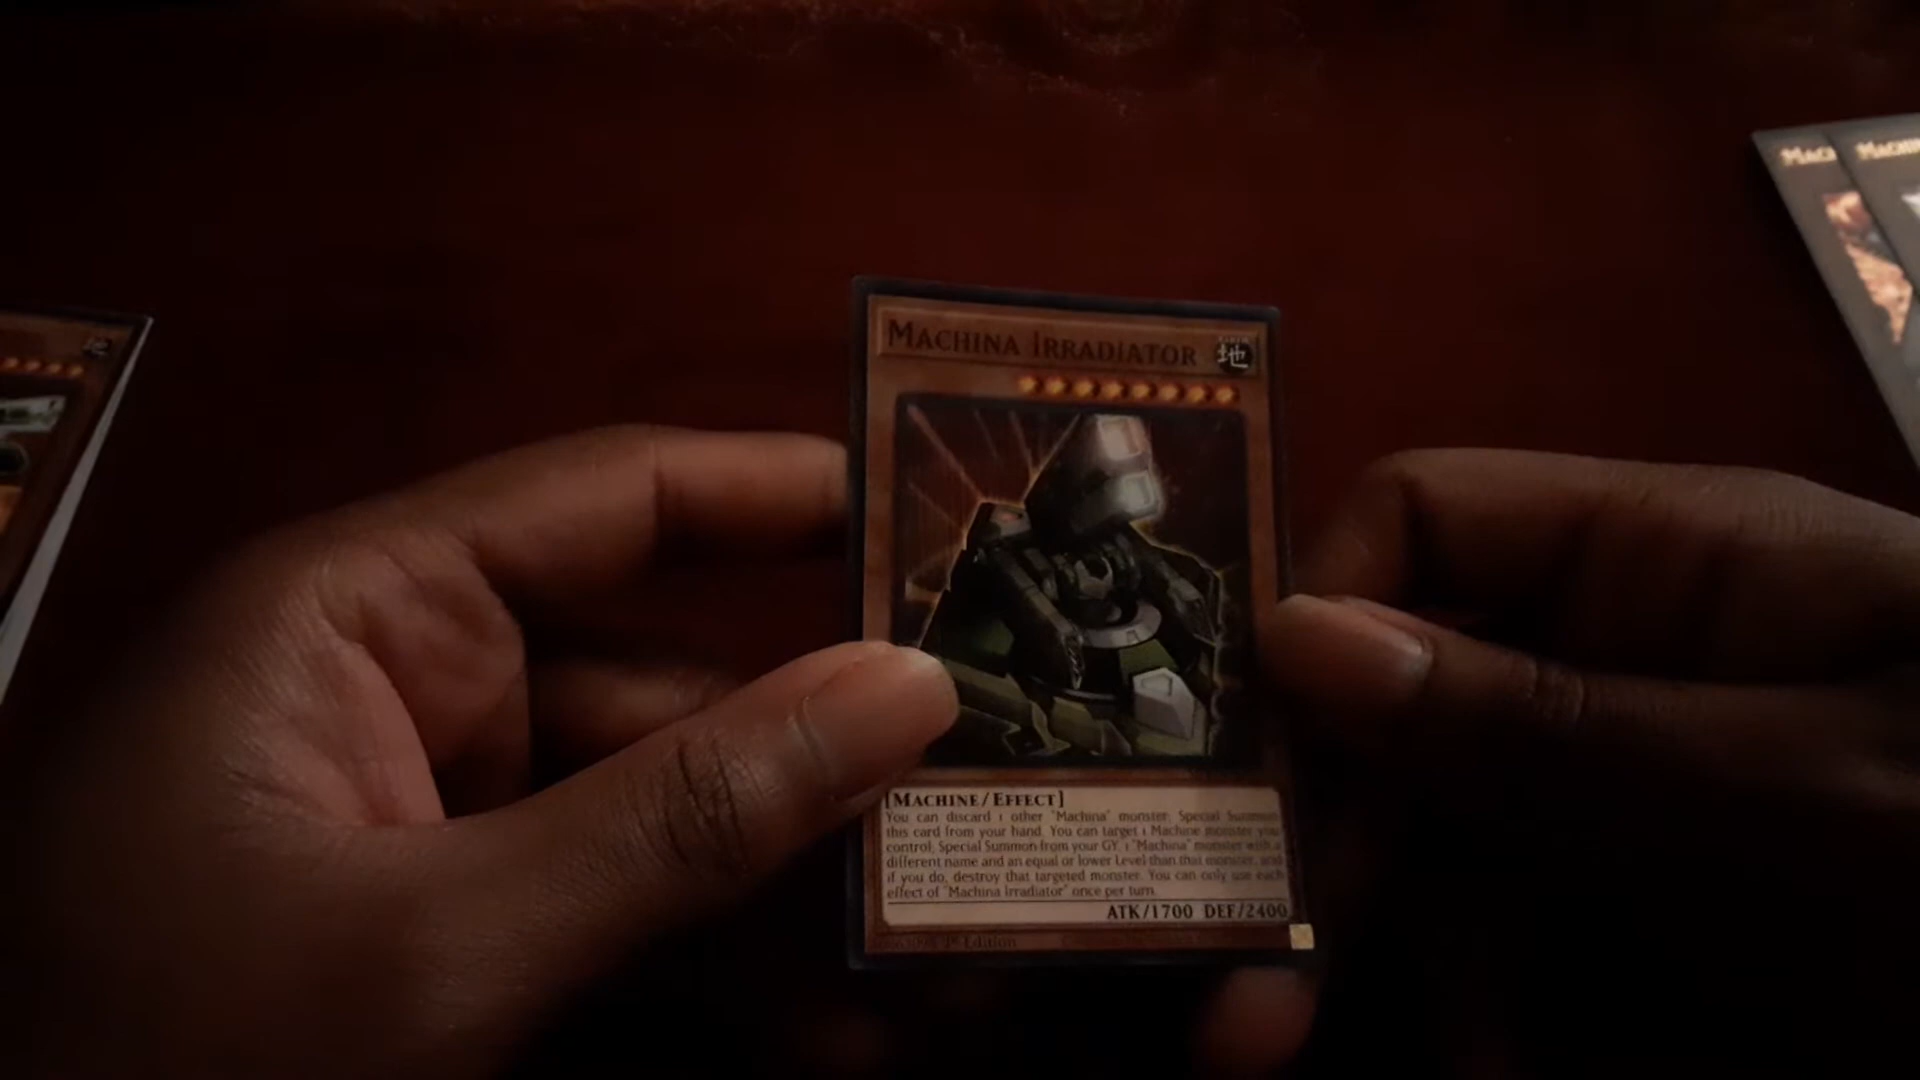 MACHINA IRRADIATOR
地
[MACHINE/EFFECT]
You can discard 1 other "Machina" monster; Special Summon
this card from your hand. You can target 1 Machine monster you
control; Special Summon from your GY, 1 "Machina" monster with a
different name and an equal or lower Level than that monster, and
if you do, destroy that targeted monster. You can only use each
effect of "Machina Irradiator" once per turn.
ATK/1700 DEF/2400
1st Edition
MAC
MACHIN